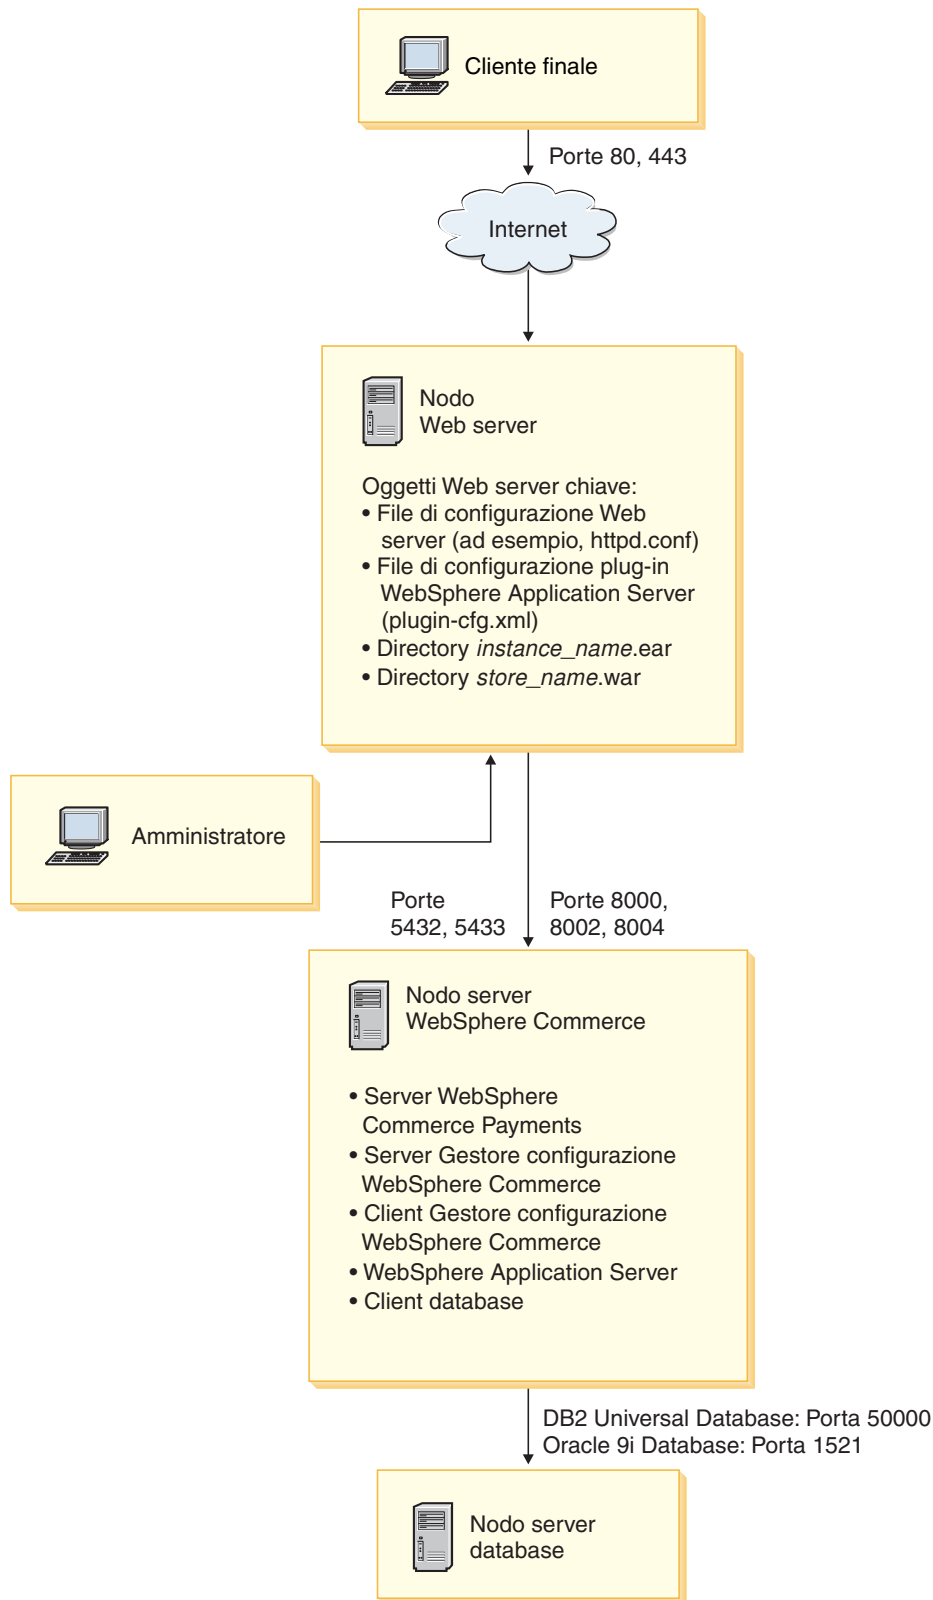 Cliente finale
Porte 80, 443
Internet
Nodo
Web server
Oggetti Web server chiave:
• File di configurazione Web
server (ad esempio, httpd.conf)
• File di configurazione plug-in
WebSphere Application Server
(plugin-cfg.xml)
• Directory instance_name.ear
• Directory store_name.war
Amministratore
Porte
5432, 5433
Porte 8000,
8002, 8004
Nodo server
WebSphere Commerce
• Server WebSphere
Commerce Payments
• Server Gestore configurazione
WebSphere Commerce
• Client Gestore configurazione
WebSphere Commerce
• WebSphere Application Server
• Client database
DB2 Universal Database: Porta 50000
Oracle 9i Database: Porta 1521
Nodo server
database